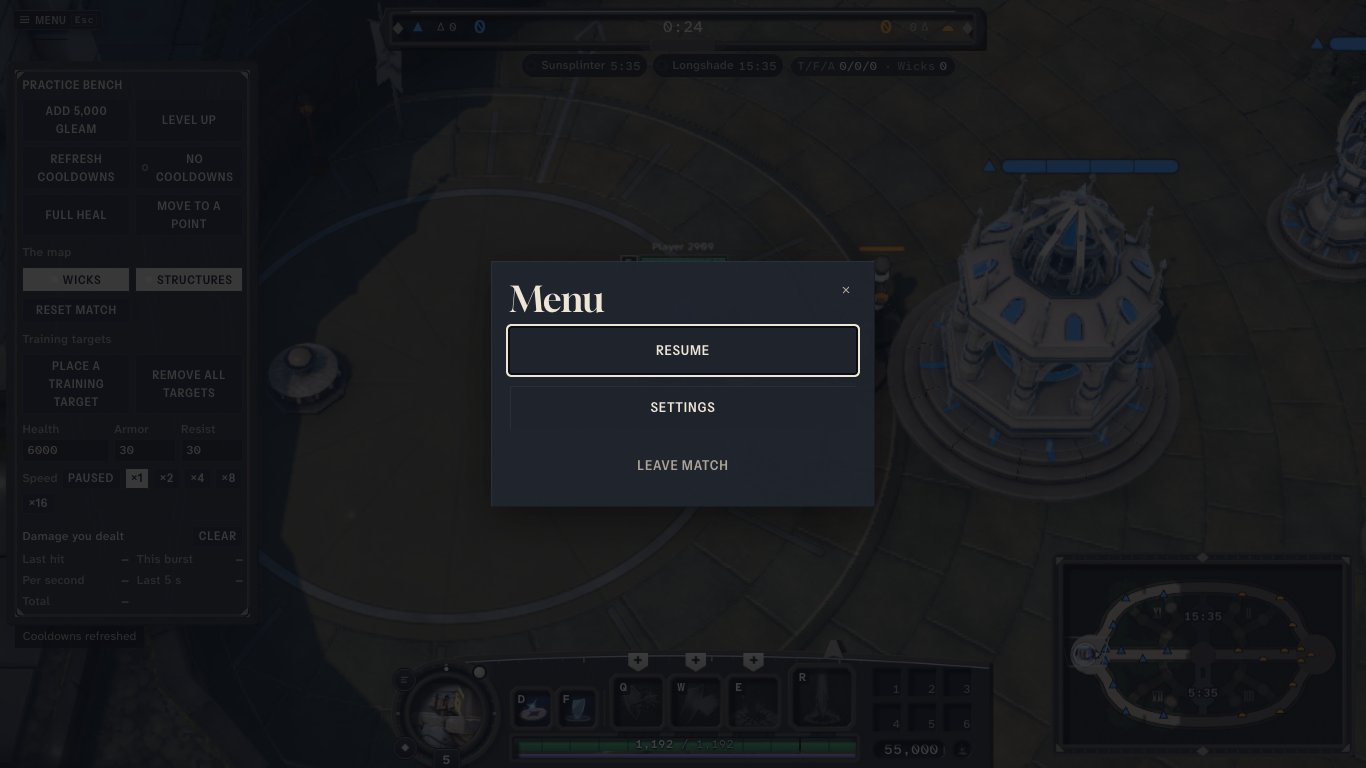 MENU Esc
Δ 0 0 0:24 0 0 Δ
Sunsplinter 5:35 Longshade 15:35 T/F/A 0/0/0 · Wicks 0
PRACTICE BENCH
ADD 5,000 GLEAM
LEVEL UP
REFRESH COOLDOWNS
NO COOLDOWNS
FULL HEAL
MOVE TO A POINT
The map
WICKS
STRUCTURES
RESET MATCH
Training targets
PLACE A TRAINING TARGET
REMOVE ALL TARGETS
Health Armor Resist
6000 30 30
Speed PAUSED ×1 ×2 ×4 ×8
×16
Damage you dealt CLEAR
Last hit – This burst –
Per second – Last 5 s –
Total –
Cooldowns refreshed
Player 2909
Menu ×
RESUME
SETTINGS
LEAVE MATCH
15:35
5:35
D F Q W E R
1 2 3
4 5 6
1,192 / 1,192
55,000
5